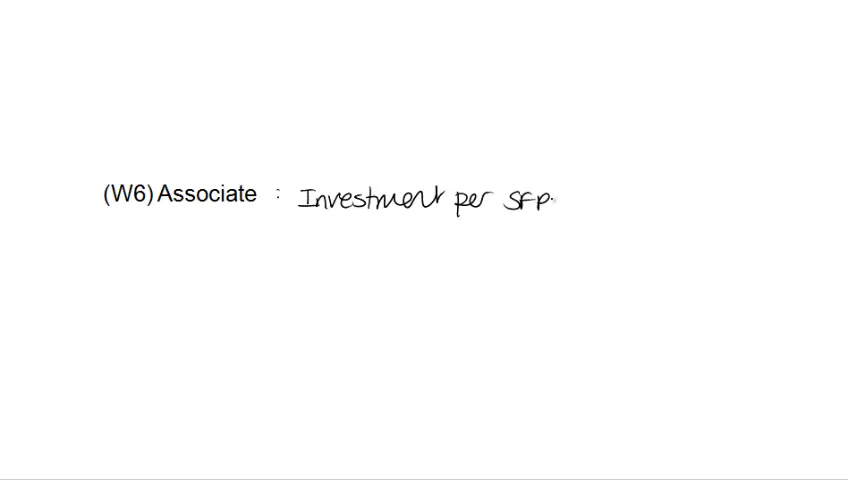 (W6) Associate : Investment per SFP.